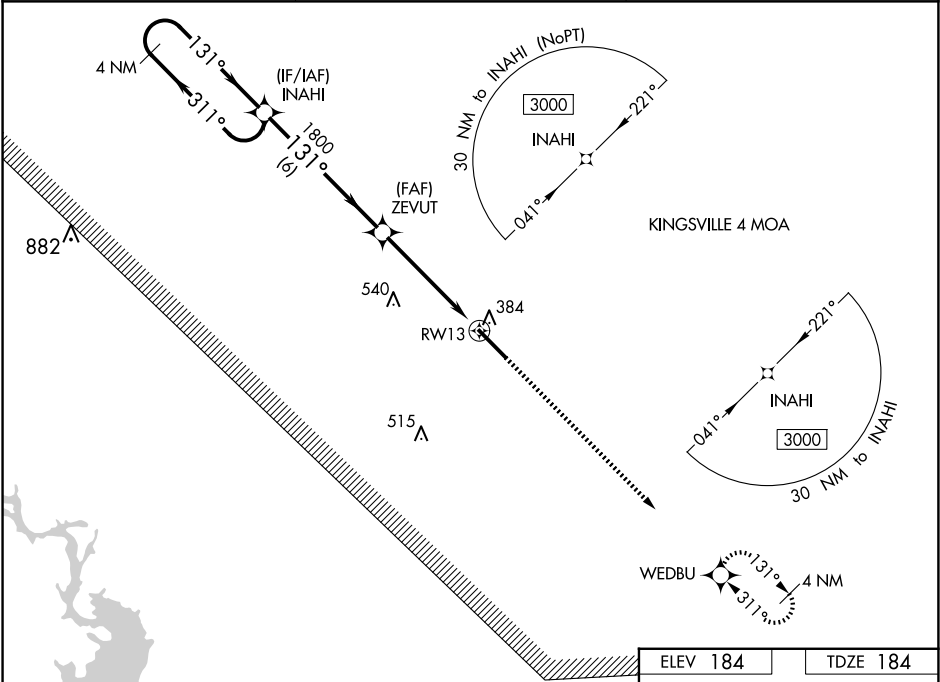 131°
4 NM
311°
(IF/IAF)
INAHI
1800
131°
(6)
30 NM to INAHI (NoPT)
3000
INAHI
221°
041°
(FAF)
ZEVUT
KINGSVILLE 4 MOA
882
540
384
RW13
515
221°
INAHI
041°
3000
30 NM to INAHI
WEDBU
131°
4 NM
311°
ELEV 184
TDZE 184